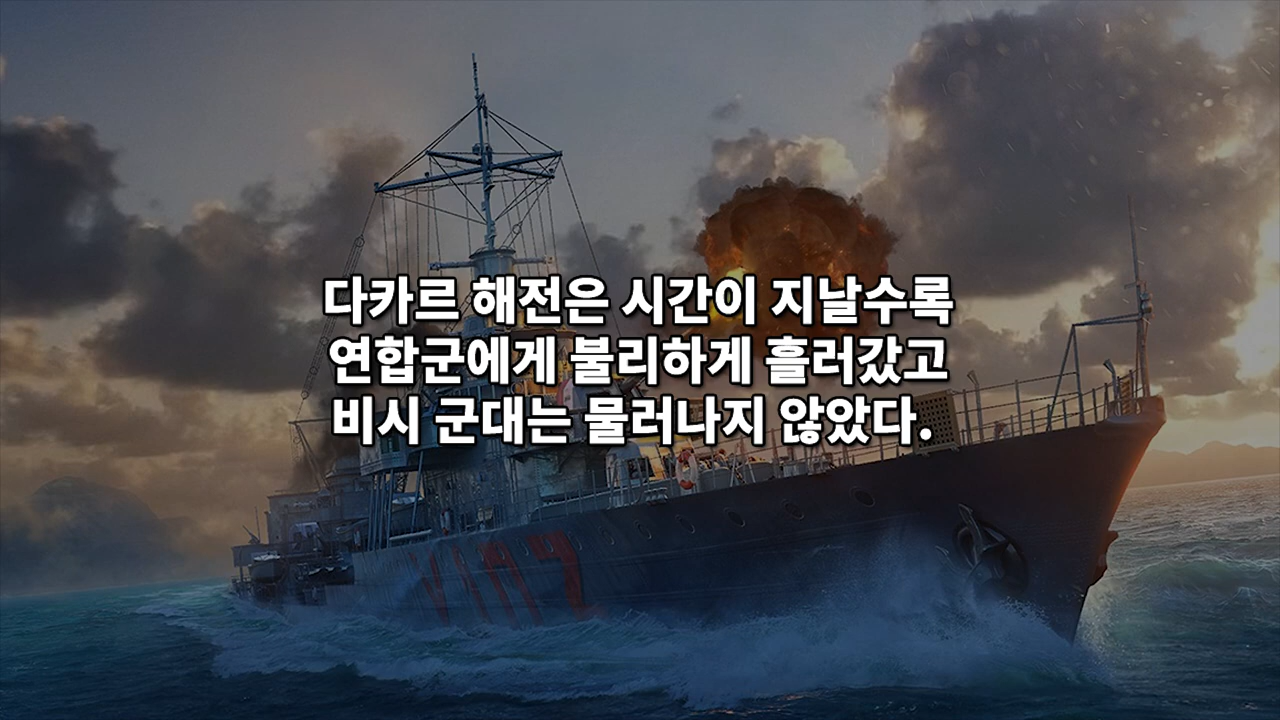 다카르 해전은 시간이 지날수록
연합군에게 불리하게 흘러갔고
비시 군대는 물러나지 않았다.